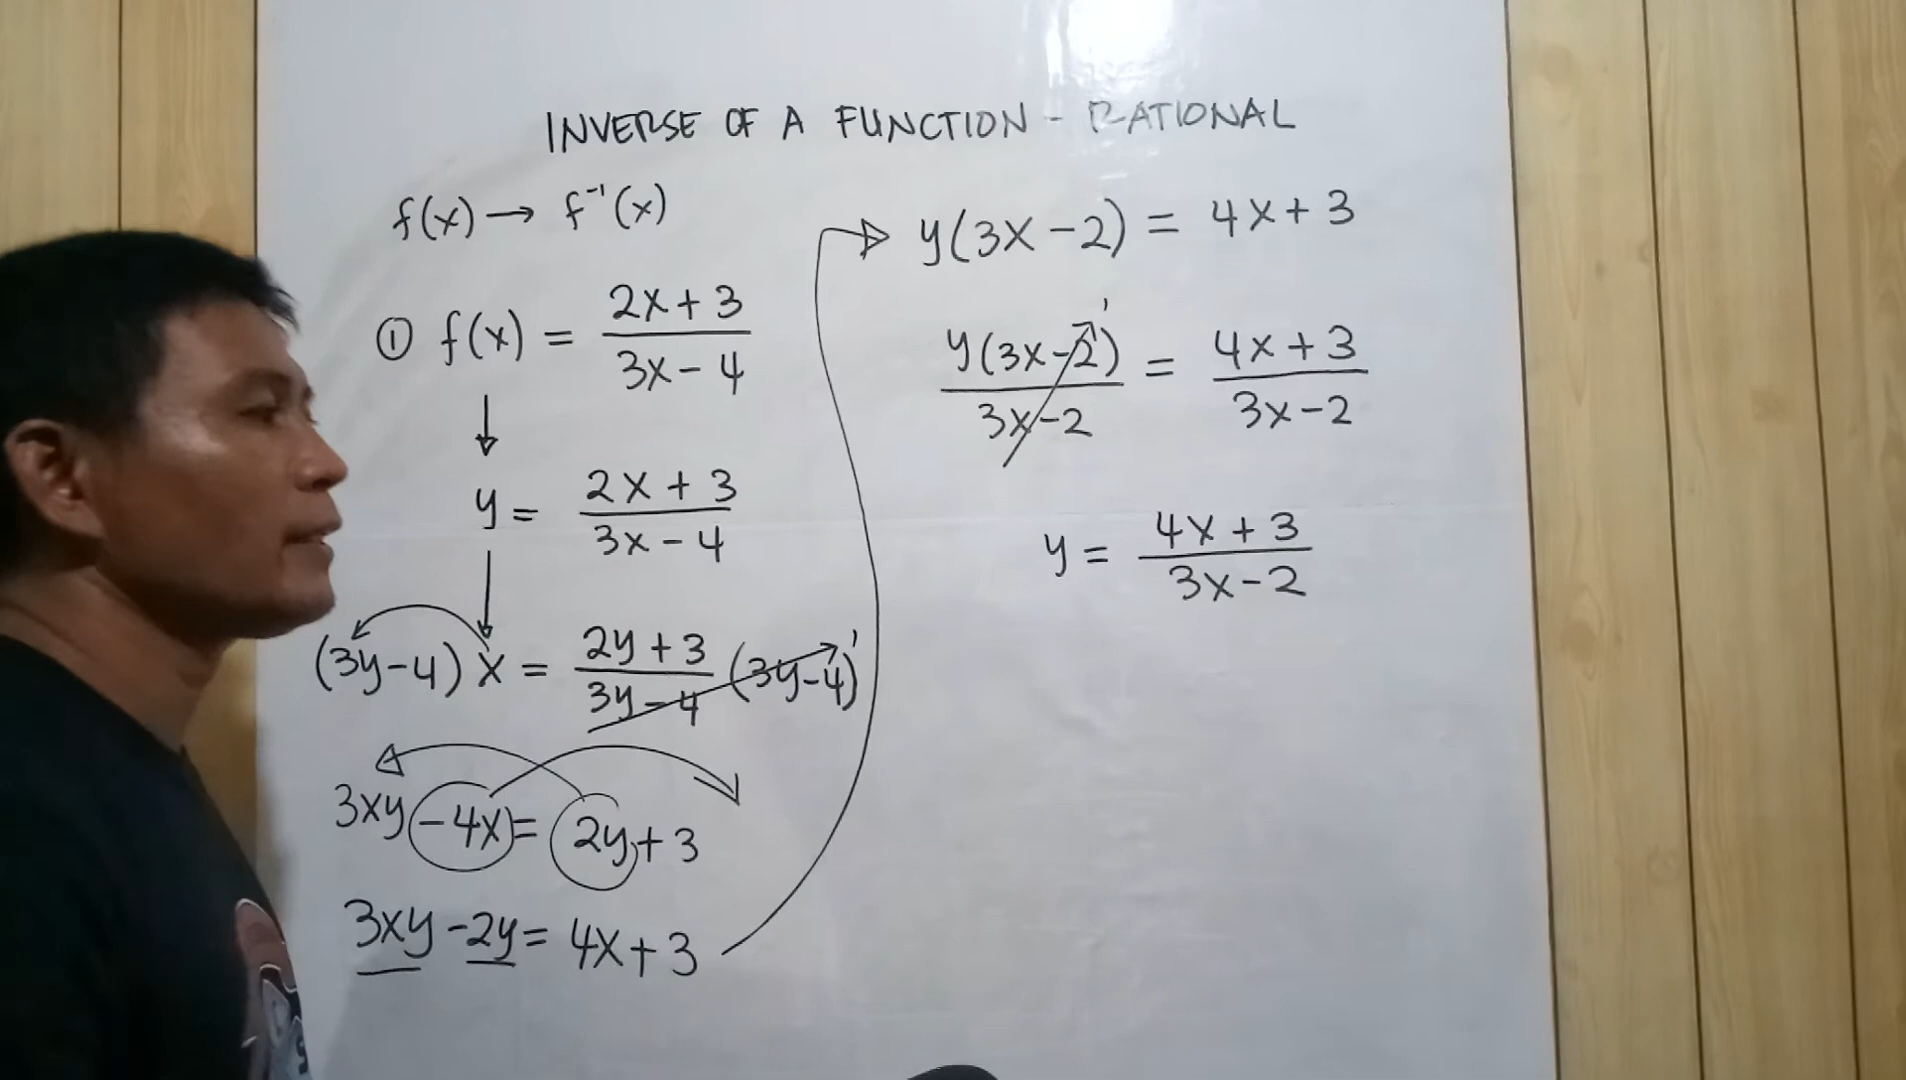 INVERSE OF A FUNCTION - RATIONAL
f(x) → f⁻¹(x)
① f(x) = (2x + 3)/(3x - 4)
↓
y = (2x + 3)/(3x - 4)
↓
(3y - 4) x = (2y + 3)/(3y - 4) (3y - 4) 1
3xy - 4x = 2y + 3
3xy - 2y = 4x + 3
y(3x - 2) = 4x + 3
y(3x - 2)/(3x - 2) 1 = (4x + 3)/(3x - 2)
y = (4x + 3)/(3x - 2)